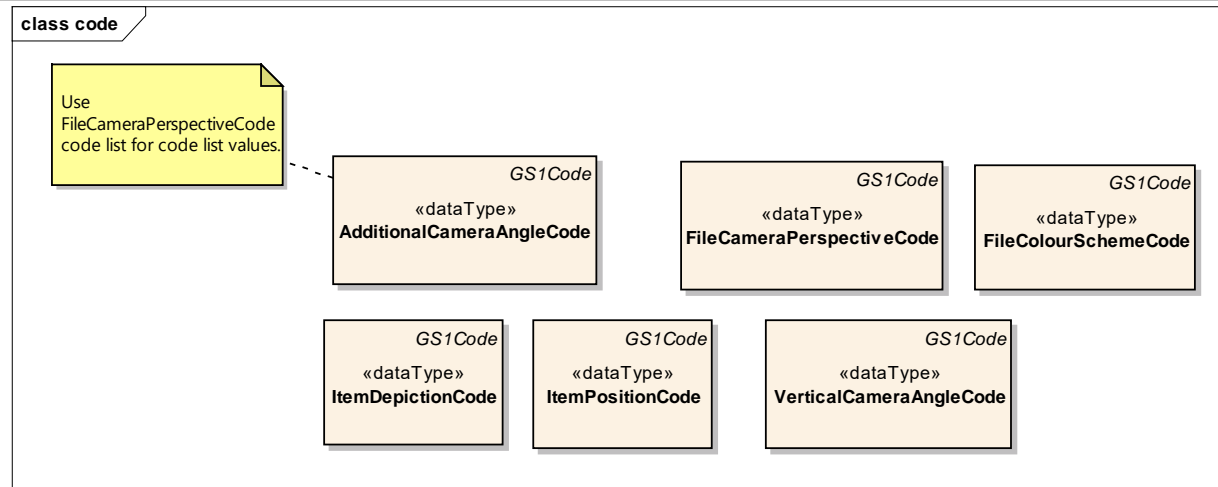 class code
Use
FileCameraPerspectiveCode
code list for code list values.
GS1Code
«dataType»
AdditionalCameraAngleCode
GS1Code
«dataType»
FileCameraPerspectiveCode
GS1Code
«dataType»
FileColourSchemeCode
GS1Code
«dataType»
ItemDepictionCode
GS1Code
«dataType»
ItemPositionCode
GS1Code
«dataType»
VerticalCameraAngleCode